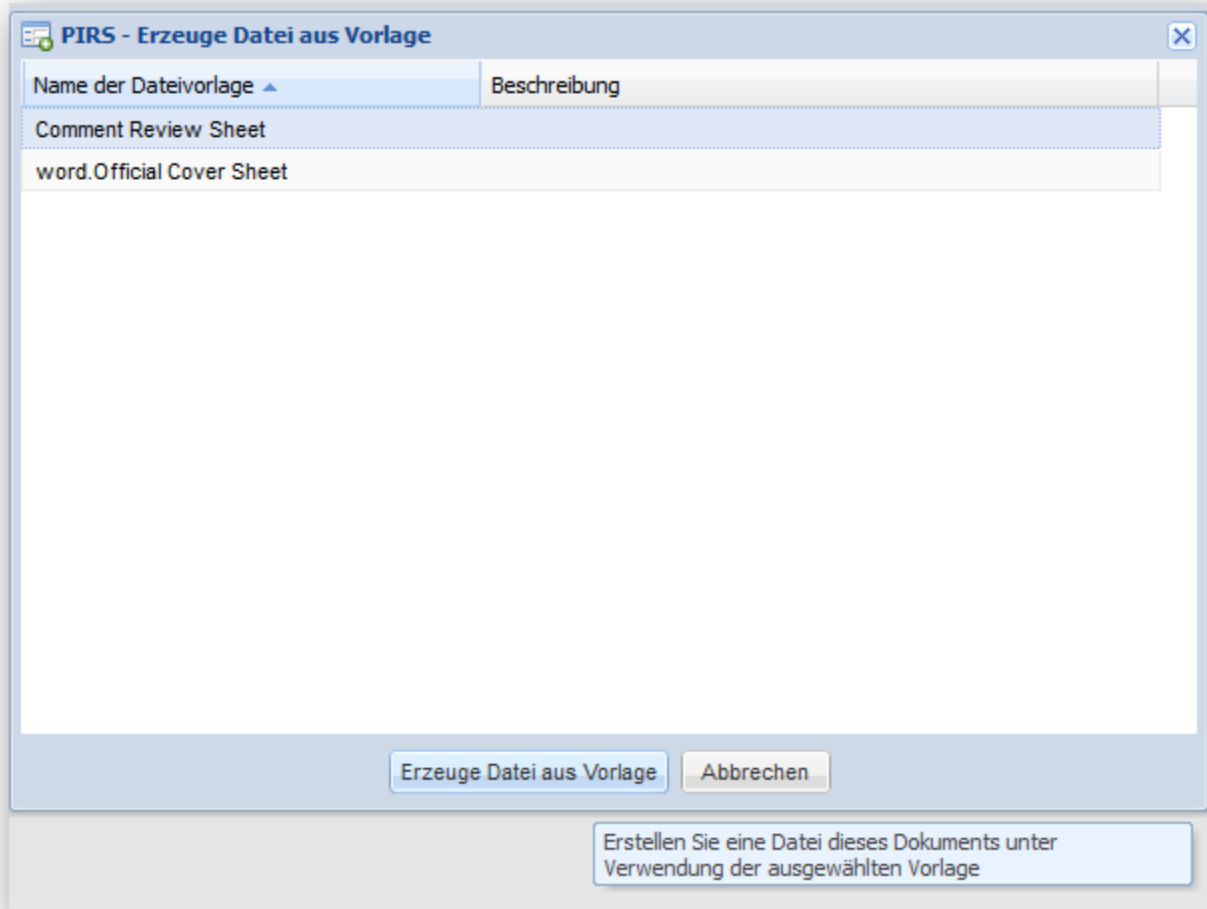 PIRS - Erzeuge Datei aus Vorlage
Name der Dateivorlage Beschreibung
Comment Review Sheet
word.Official Cover Sheet
Erzeuge Datei aus Vorlage Abbrechen
Erstellen Sie eine Datei dieses Dokuments unter
Verwendung der ausgewählten Vorlage